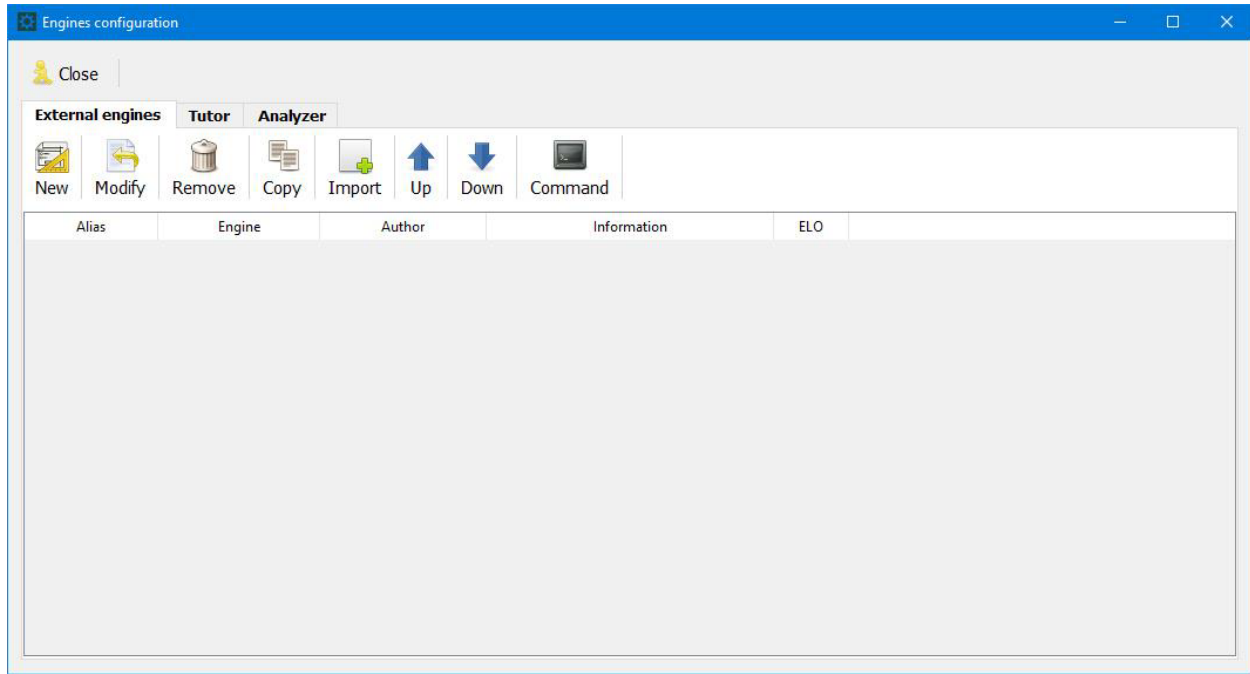 Engines configuration
Close
External engines Tutor Analyzer
New Modify Remove Copy Import Up Down Command
Alias Engine Author Information ELO